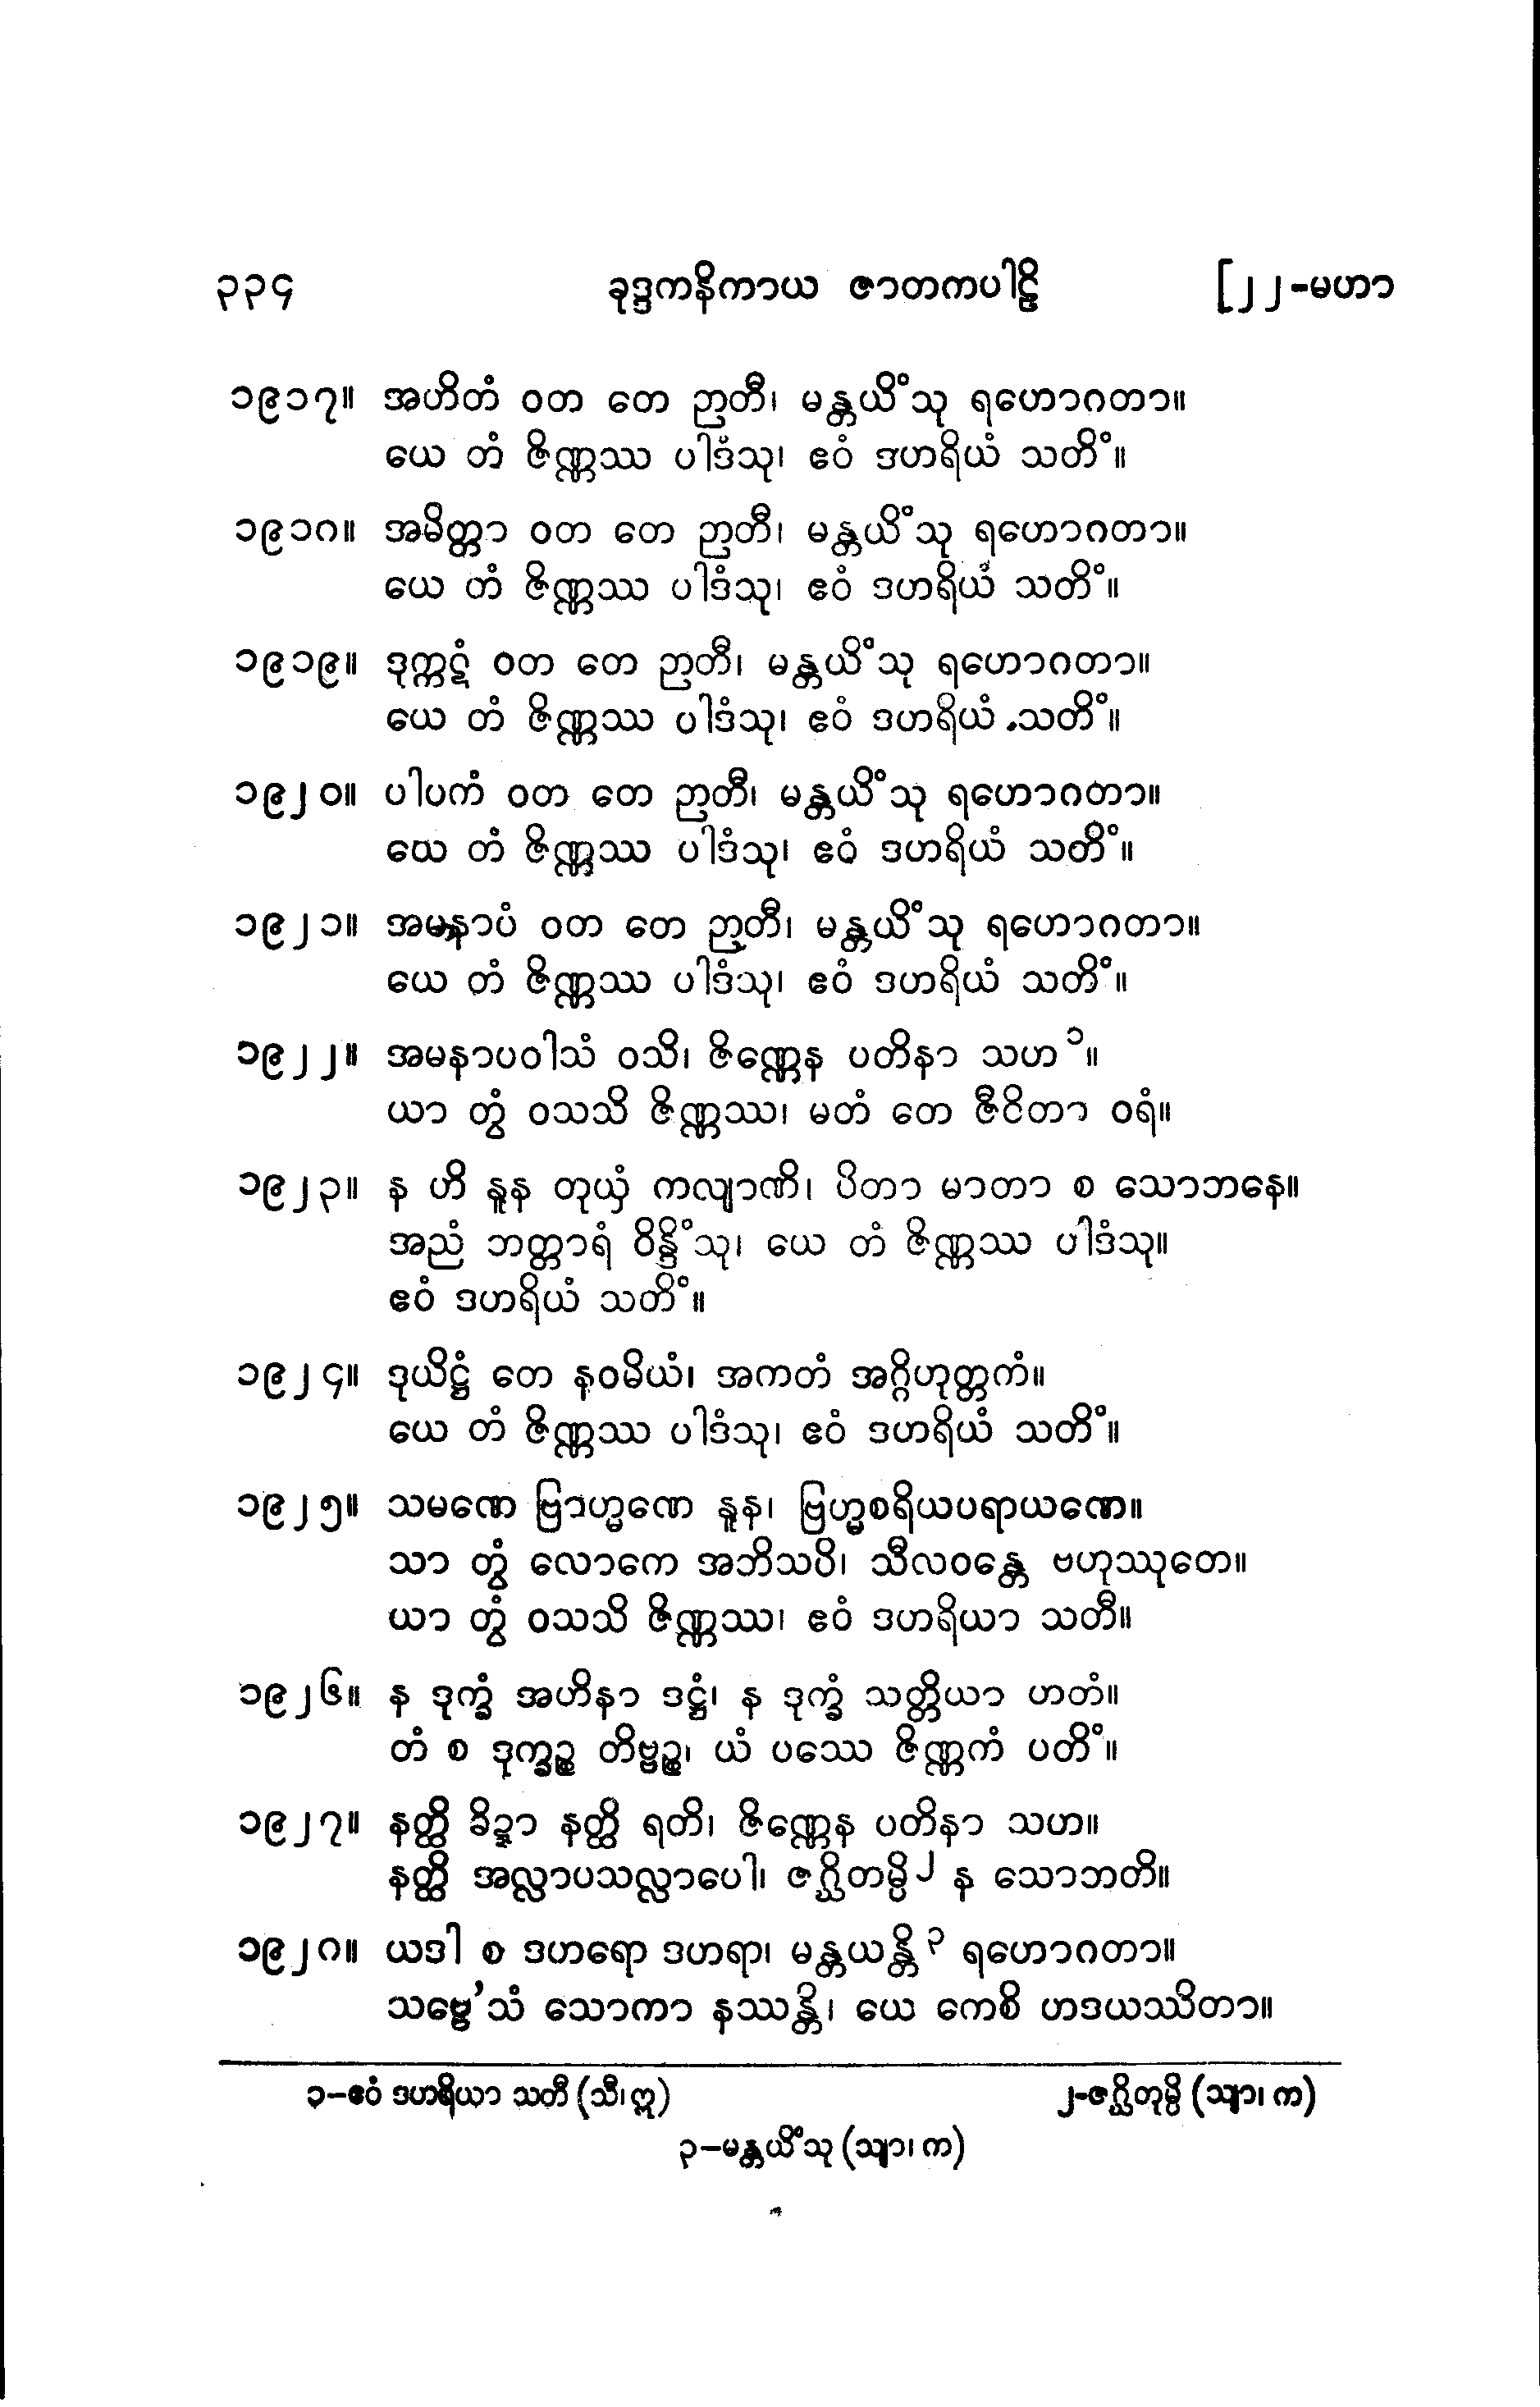 ၃၃၄ ခုဒ္ဒကနိကာယ ဇာတကပါဠိ [၂၂-မဟာ
၁၉၁၇။ အဟိတံ ဝတ တေ ဉာတီ၊ မန္တယိံသု ရဟောဂတာ။
ယေ တံ ဇိဏ္ဏဿ ပါဒံသု၊ ဧဝံ ဒဟရိယံ သတိံ။
၁၉၁၈။ အမိတ္တာ ဝတ တေ ဉာတီ၊ မန္တယိံသု ရဟောဂတာ။
ယေ တံ ဇိဏ္ဏဿ ပါဒံသု၊ ဧဝံ ဒဟရိယံ သတိံ။
၁၉၁၉။ ဒုက္ကဋံ ဝတ တေ ဉာတီ၊ မန္တယိံသု ရဟောဂတာ။
ယေ တံ ဇိဏ္ဏဿ ပါဒံသု၊ ဧဝံ ဒဟရိယံ သတိံ။
၁၉၂၀။ ပါပကံ ဝတ တေ ဉာတီ၊ မန္တယိံသု ရဟောဂတာ။
ယေ တံ ဇိဏ္ဏဿ ပါဒံသု၊ ဧဝံ ဒဟရိယံ သတိံ။
၁၉၂၁။ အမနာပံ ဝတ တေ ဉာတီ၊ မန္တယိံသု ရဟောဂတာ။
ယေ တံ ဇိဏ္ဏဿ ပါဒံသု၊ ဧဝံ ဒဟရိယံ သတိံ။
၁၉၂၂။ အမနာပဝါသံ ဝသိ၊ ဇိဏ္ဏေန ပတိနာ သဟ ၁။
ယာ တွံ ဝသသိ ဇိဏ္ဏဿ၊ မတံ တေ ဇီဝိတာ ဝရံ။
၁၉၂၃။ န ဟိ နူန တုယှံ ကလျာဏိ၊ ပိတာ မာတာ စ သောဘနေ။
အညံ ဘတ္တာရံ ဝိန္ဒိံသု၊ ယေ တံ ဇိဏ္ဏဿ ပါဒံသု။
ဧဝံ ဒဟရိယံ သတိံ။
၁၉၂၄။ ဒုယိဋ္ဌံ တေ နဝမိယံ၊ အကတံ အဂ္ဂိဟုတ္တကံ။
ယေ တံ ဇိဏ္ဏဿ ပါဒံသု၊ ဧဝံ ဒဟရိယံ သတိံ။
၁၉၂၅။ သမဏေ ဗြာဟ္မဏေ နူန၊ ဗြဟ္မစရိယပရာယဏေ။
သာ တွံ လောကေ အဘိသပိ၊ သီလဝန္တေ ဗဟုဿုတေ။
ယာ တွံ ဝသသိ ဇိဏ္ဏဿ၊ ဧဝံ ဒဟရိယာ သတီ။
၁၉၂၆။ န ဒုက္ခံ အဟိနာ ဒဋ္ဌံ၊ န ဒုက္ခံ သတ္တိယာ ဟတံ။
တံ စ ဒုက္ခဉ္စ တိဗ္ဗဉ္စ၊ ယံ ပဿေ ဇိဏ္ဏကံ ပတိံ။
၁၉၂၇။ နတ္ထိ ခိဍ္ဍာ နတ္ထိ ရတိ၊ ဇိဏ္ဏေန ပတိနာ သဟ။
နတ္ထိ အလ္လာပသလ္လာပေါ၊ ဇဂ္ဃိတမ္ပိ ၂ န သောဘတိ။
၁၉၂၈။ ယဒါ စ ဒဟရော ဒဟရာ၊ မန္တယန္တိ ၃ ရဟောဂတာ။
သဗ္ဗေ'သံ သောကာ နဿန္တိ၊ ယေ ကေစိ ဟဒယဿိတာ။
၁-ဧဝံ ဒဟရိယာ သတီ (သီ၊ ဣ) ၂-ဇဂ္ဃိတုမ္ပိ (သျာ၊ က)
၃-မန္တယိံသု (သျာ၊ က)